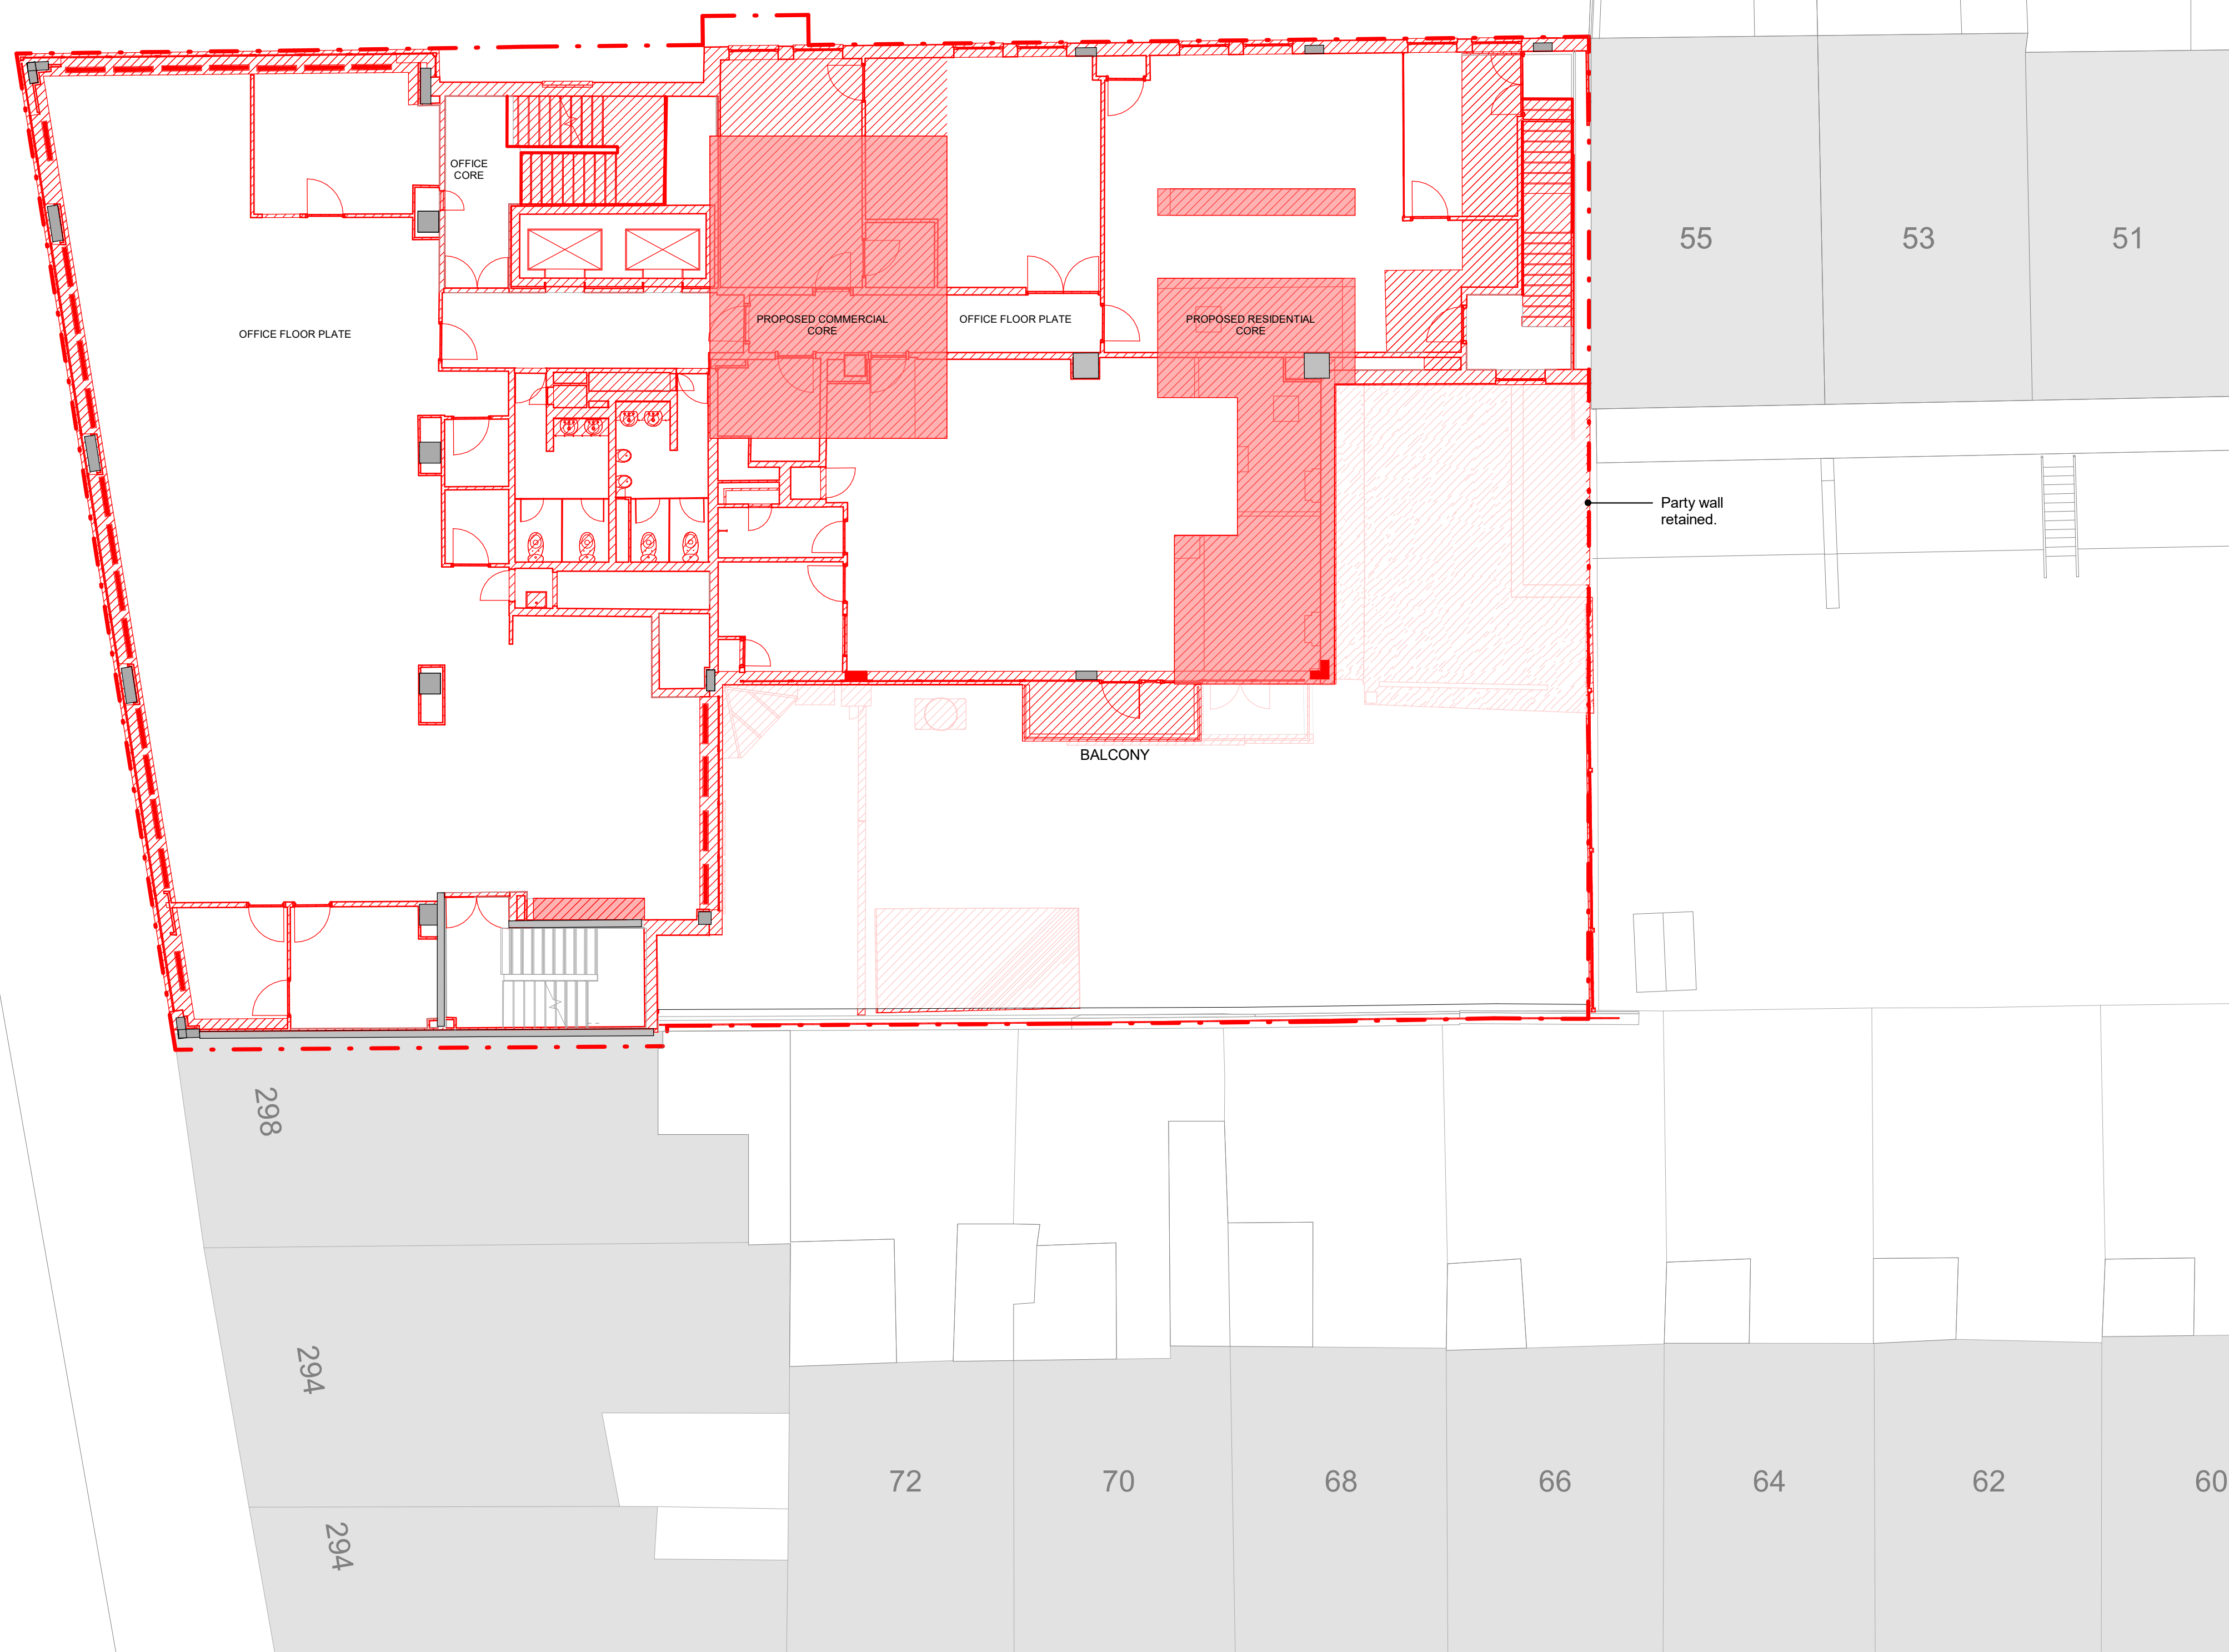 OFFICE
CORE
55
53
51
OFFICE FLOOR PLATE
PROPOSED COMMERCIAL
CORE
OFFICE FLOOR PLATE
PROPOSED RESIDENTIAL
CORE
Party wall
retained.
BALCONY
298
294
294
72
70
68
66
64
62
60